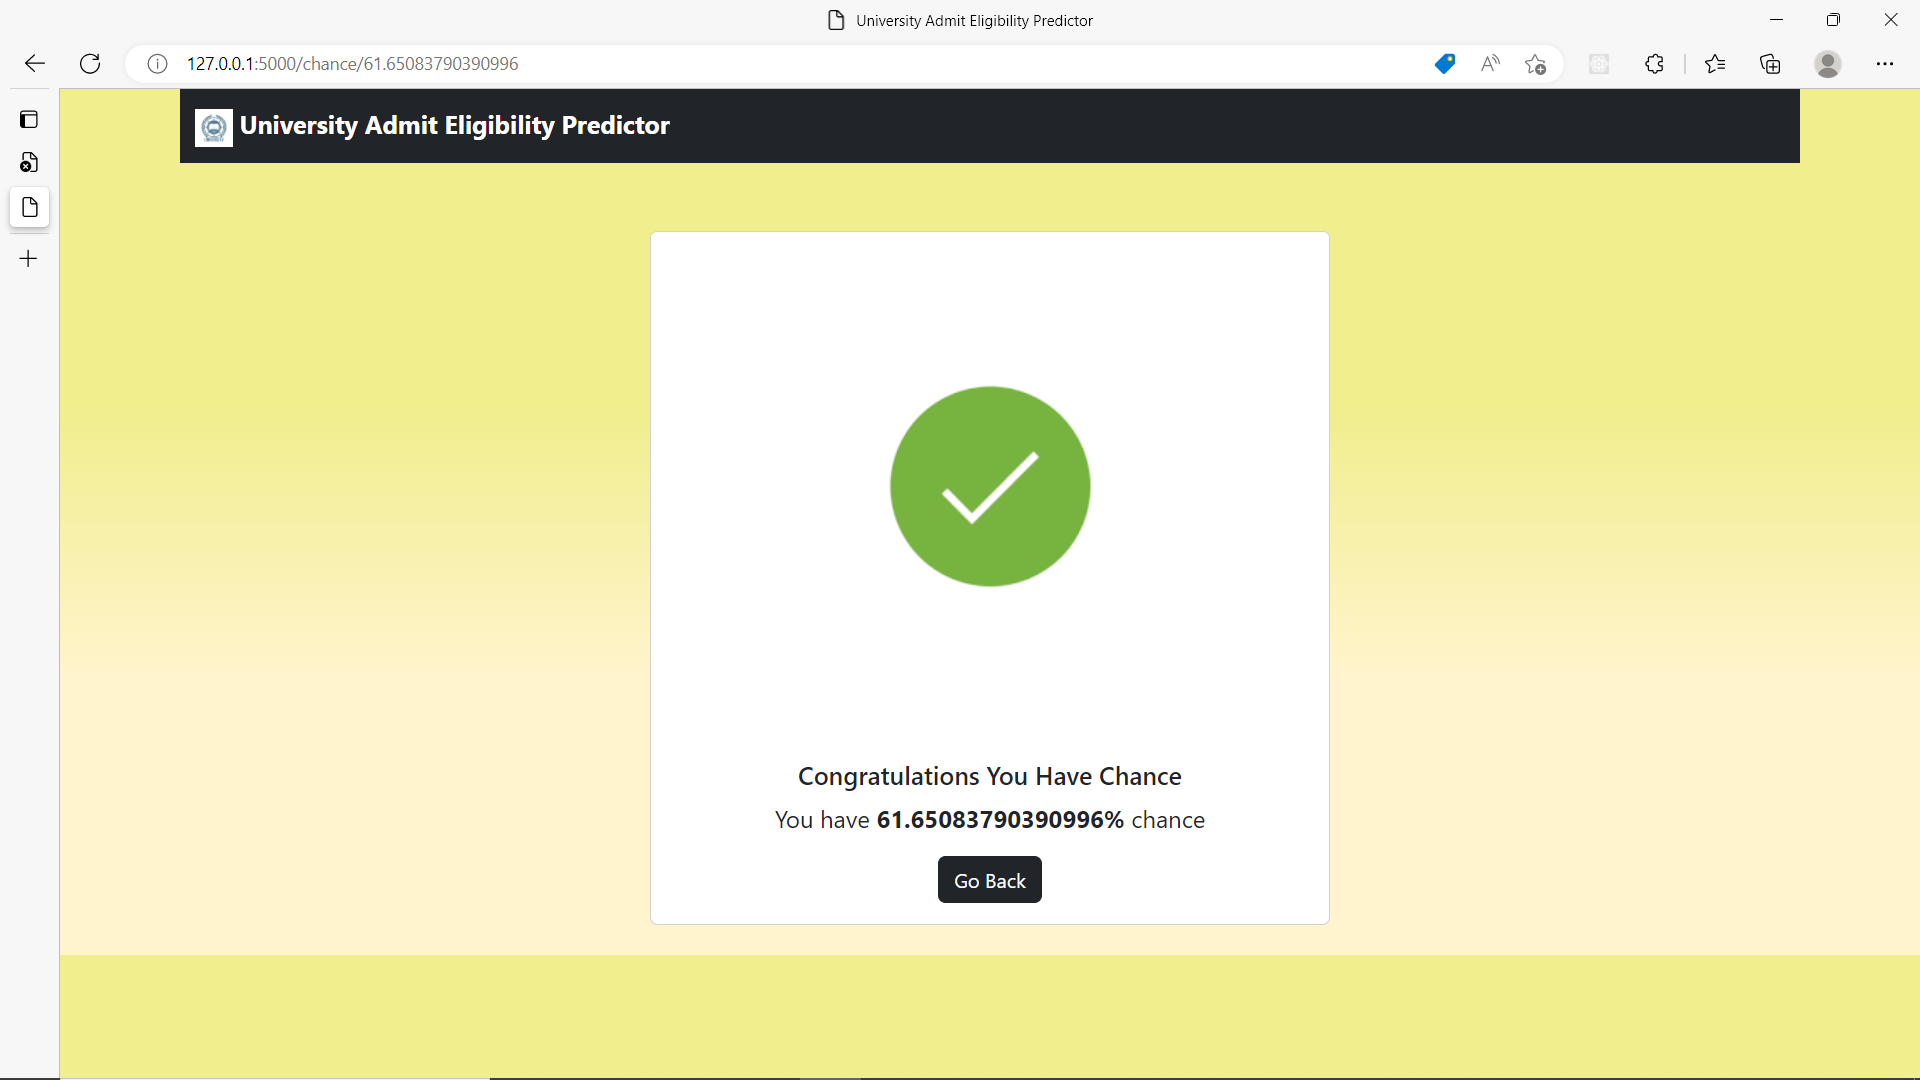 University Admit Eligibility Predictor
127.0.0.1:5000/chance/61.65083790390996
University Admit Eligibility Predictor
Congratulations You Have Chance
You have 61.65083790390996% chance
Go Back